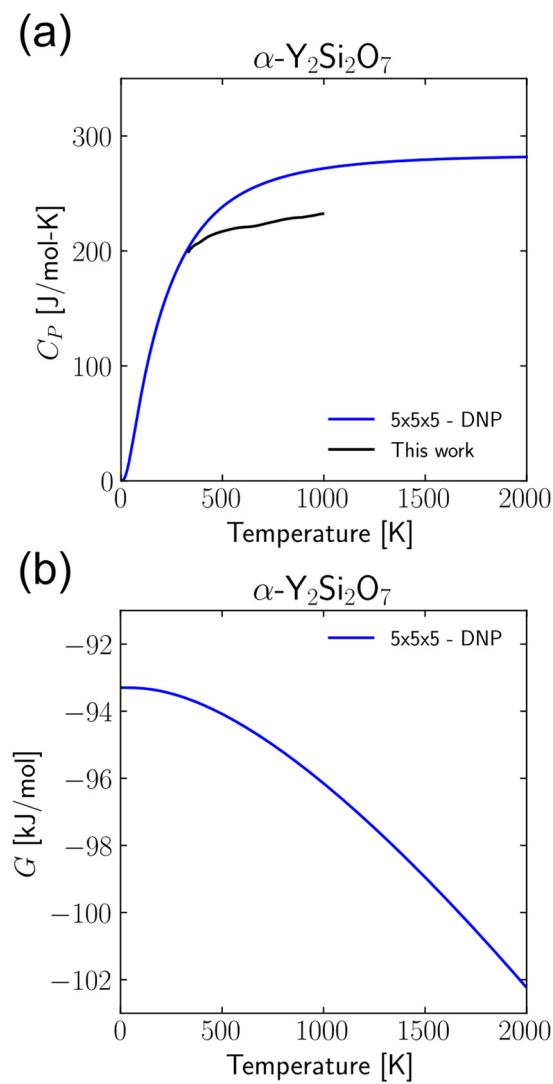 (a)
α-Y₂Si₂O₇
300
200
100
0
C_P [J/mol-K]
5x5x5 - DNP
This work
0 500 1000 1500 2000
Temperature [K]
(b)
α-Y₂Si₂O₇
5x5x5 - DNP
−92
−94
−96
−98
−100
−102
G [kJ/mol]
0 500 1000 1500 2000
Temperature [K]